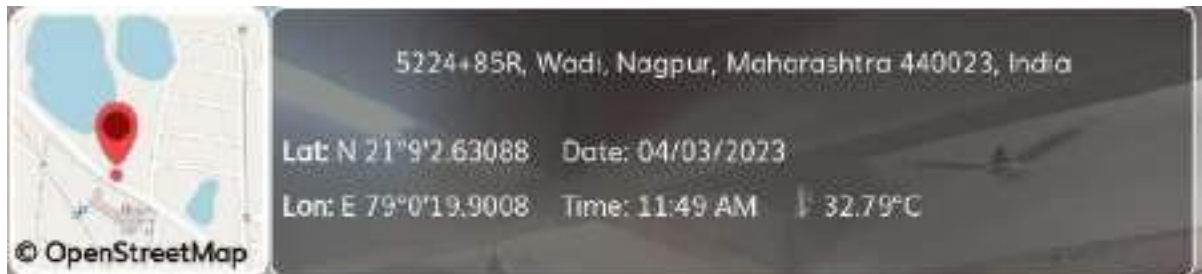 5224+85R, Wadi, Nagpur, Maharashtra 440023, India
Lat: N 21°9'2.63088 Date: 04/03/2023
Lon: E 79°0'19.9008 Time: 11:49 AM 32.79°C
© OpenStreetMap